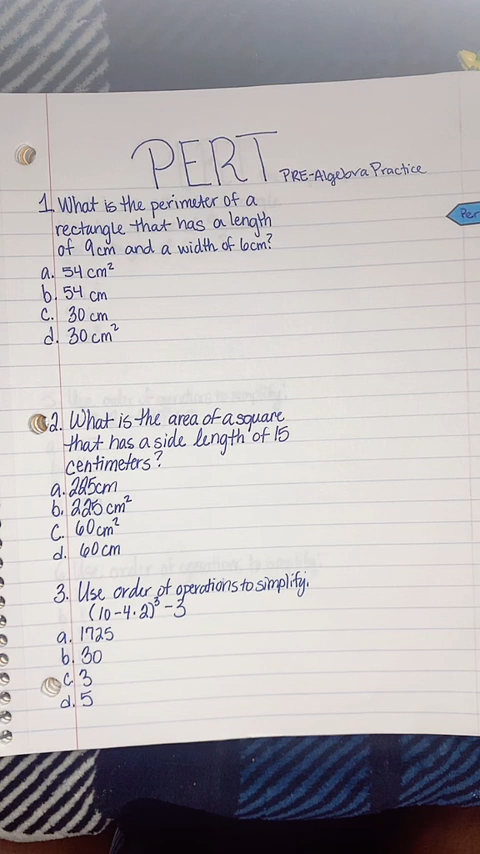 PERT PRE-Algebra Practice
1. What is the perimeter of a
rectangle that has a length
of 9cm and a width of 6cm?
Per
a. 54 cm²
b. 54 cm
c. 30 cm
d. 30 cm²
2. What is the area of a square
that has a side length of 15
centimeters?
a. 225cm
b. 225 cm²
c. 60 cm²
d. 60 cm
3. Use order of operations to simplify.
(10-4·2)³-3
a. 1725
b. 30
c. 3
d. 5